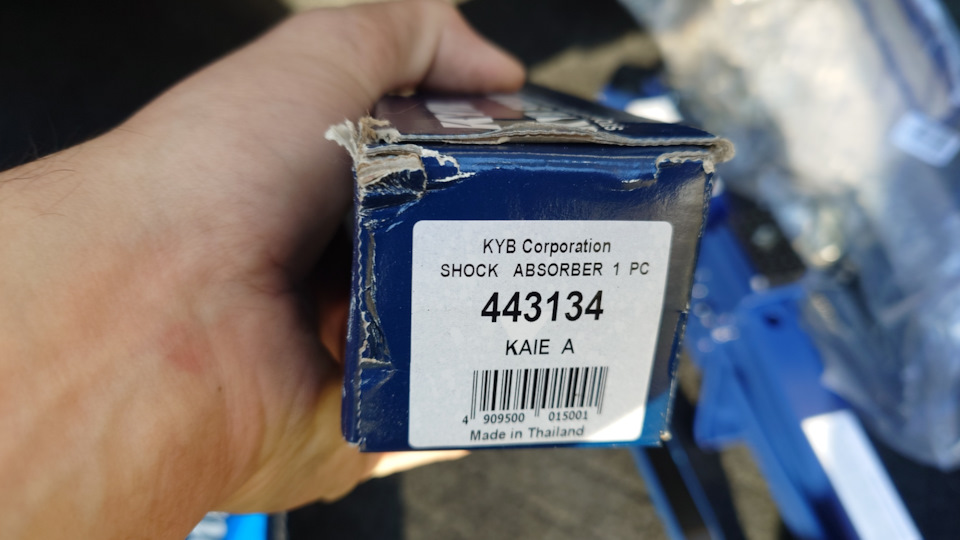 KYB Corporation
SHOCK ABSORBER 1 PC
443134
KAIE A
4 909500 015001
Made in Thailand